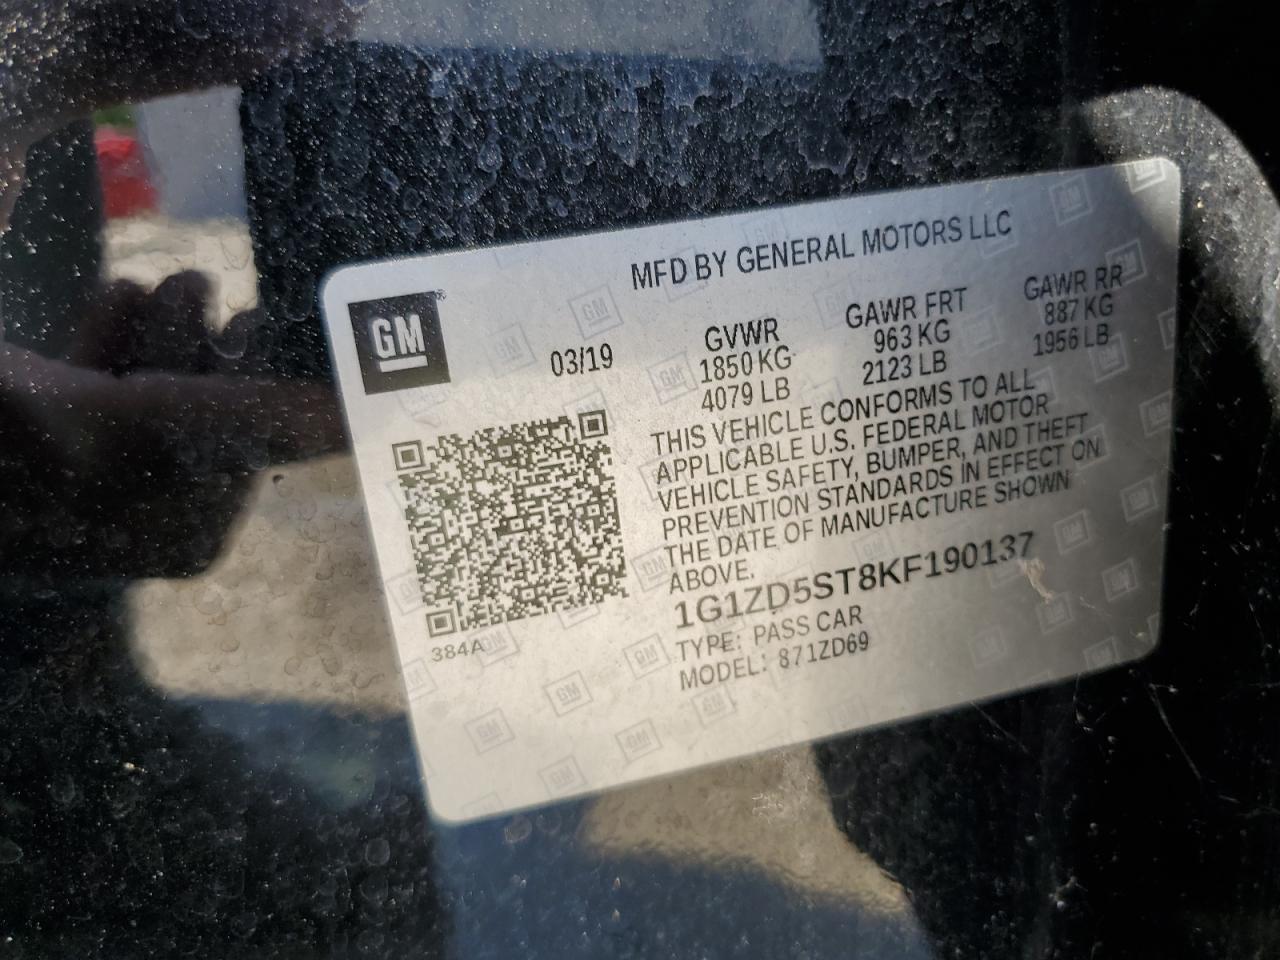 MFD BY GENERAL MOTORS LLC
GM®
03/19
GVWR GAWR FRT GAWR RR
1850 KG 963 KG 887 KG
4079 LB 2123 LB 1956 LB
THIS VEHICLE CONFORMS TO ALL
APPLICABLE U.S. FEDERAL MOTOR
VEHICLE SAFETY, BUMPER, AND THEFT
PREVENTION STANDARDS IN EFFECT ON
THE DATE OF MANUFACTURE SHOWN
ABOVE.
1G1ZD5ST8KF190137
TYPE: PASS CAR
MODEL: 871ZD69
384A